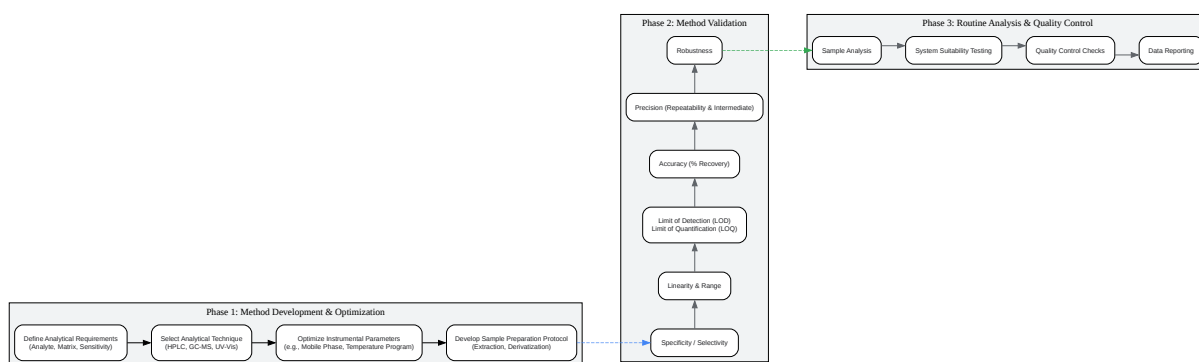 Phase 1: Method Development & Optimization
Define Analytical Requirements
(Analyte, Matrix, Sensitivity)
Select Analytical Technique
(HPLC, GC-MS, UV-Vis)
Optimize Instrumental Parameters
(e.g., Mobile Phase, Temperature Program)
Develop Sample Preparation Protocol
(Extraction, Derivatization)
Phase 2: Method Validation
Robustness
Precision (Repeatability & Intermediate)
Accuracy (% Recovery)
Limit of Detection (LOD)
Limit of Quantification (LOQ)
Linearity & Range
Specificity / Selectivity
Phase 3: Routine Analysis & Quality Control
Sample Analysis
System Suitability Testing
Quality Control Checks
Data Reporting